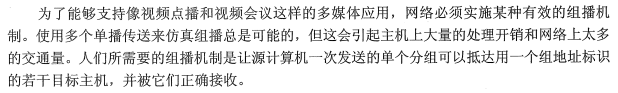 为了能够支持像视频点播和视频会议这样的多媒体应用，网络必须实施某种有效的组播机
制。使用多个单播传送来仿真组播总是可能的，但这会引起主机上大量的处理开销和网络上太多
的交通量。人们所需要的组播机制是让源计算机一次发送的单个分组可以抵达用一个组地址标识
的若干目标主机，并被它们正确接收。